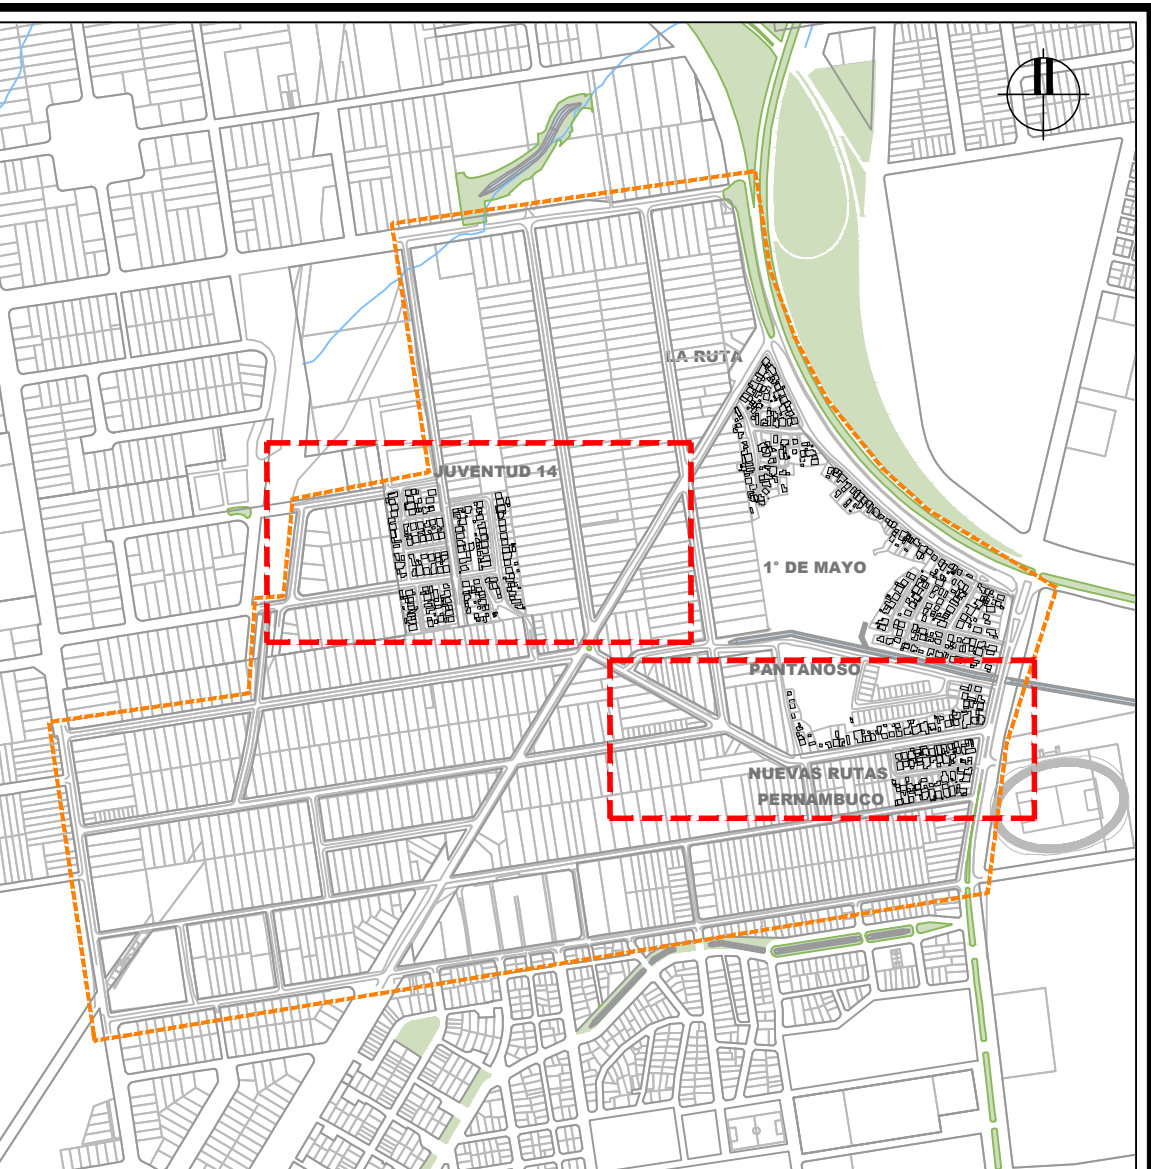 LA RUTA
JUVENTUD 14
1° DE MAYO
PANTANOSO
NUEVAS RUTAS
PERNAMBUCO